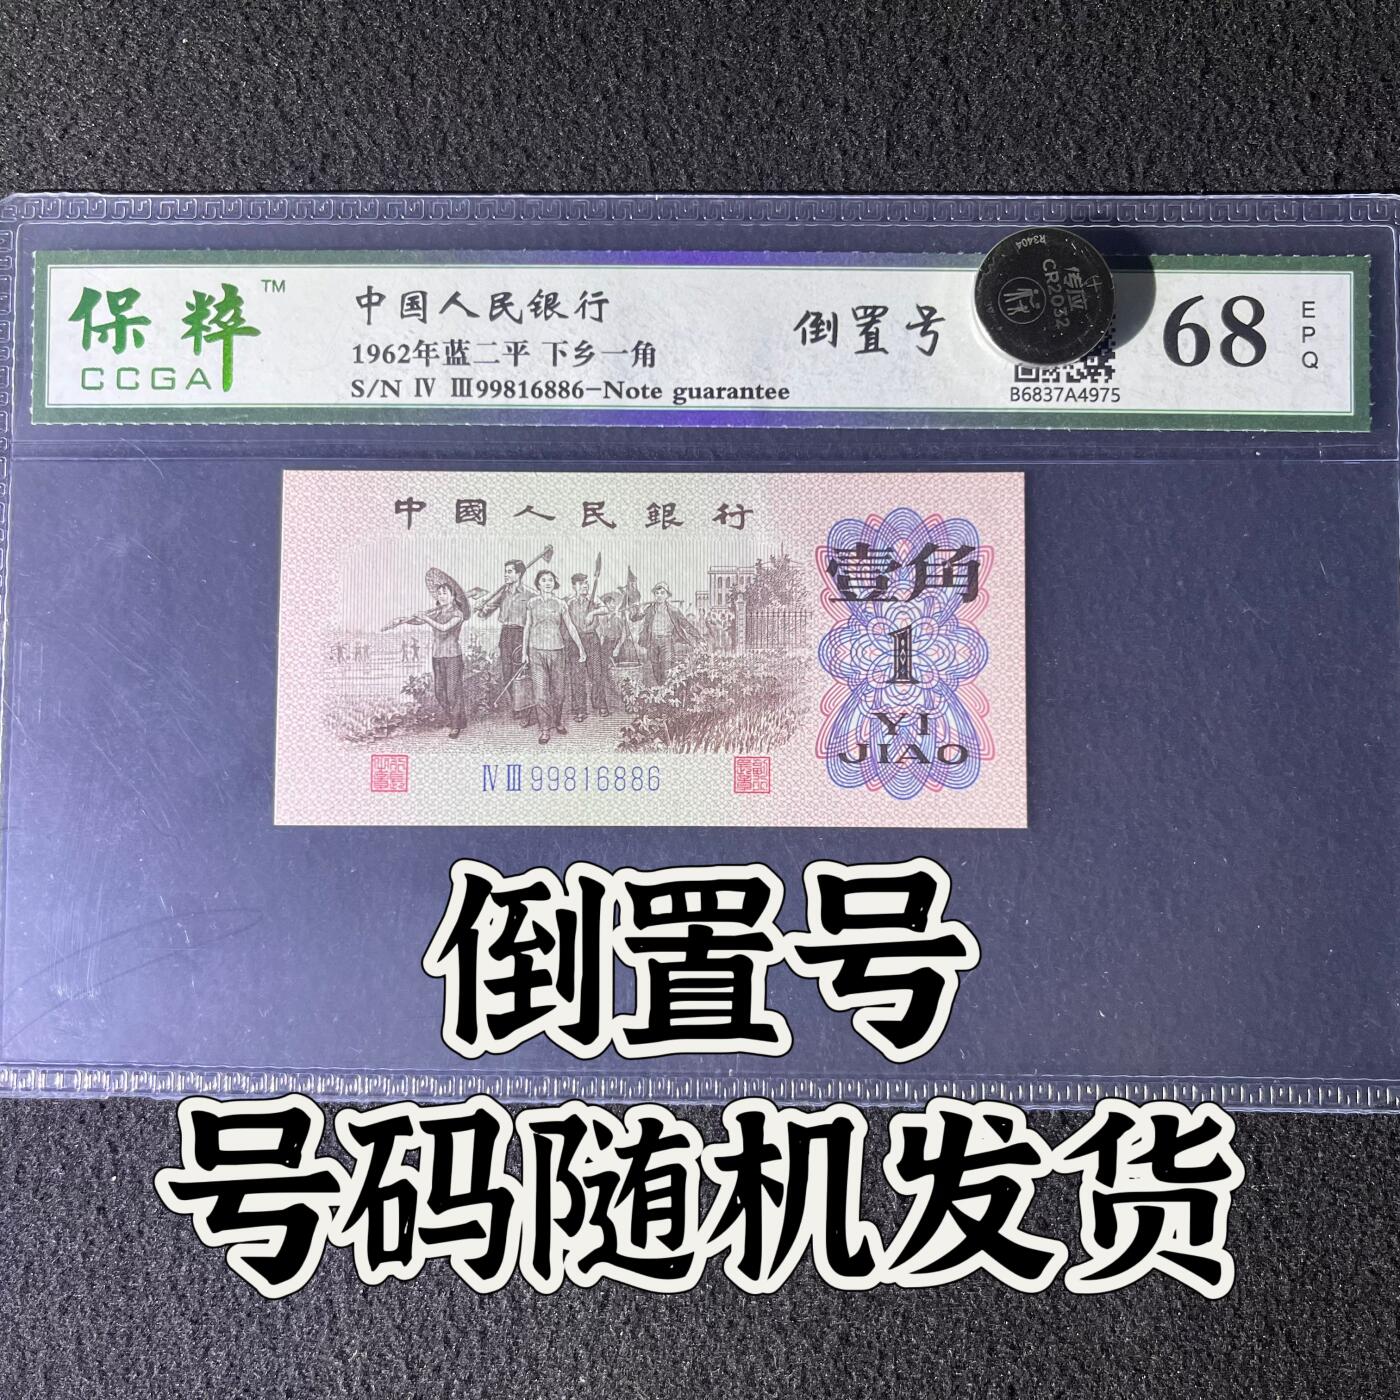 保粹™
CCGA
中国人民银行
1962年蓝二平 下乡一角
S/N Ⅳ Ⅲ99816886-Note guarantee
倒置号
R3404
CR2032
B6837A4975
68
EPQ
中國人民銀行
壹角
1
YI
JIAO
ⅣⅢ99816886
倒置号
号码随机发货